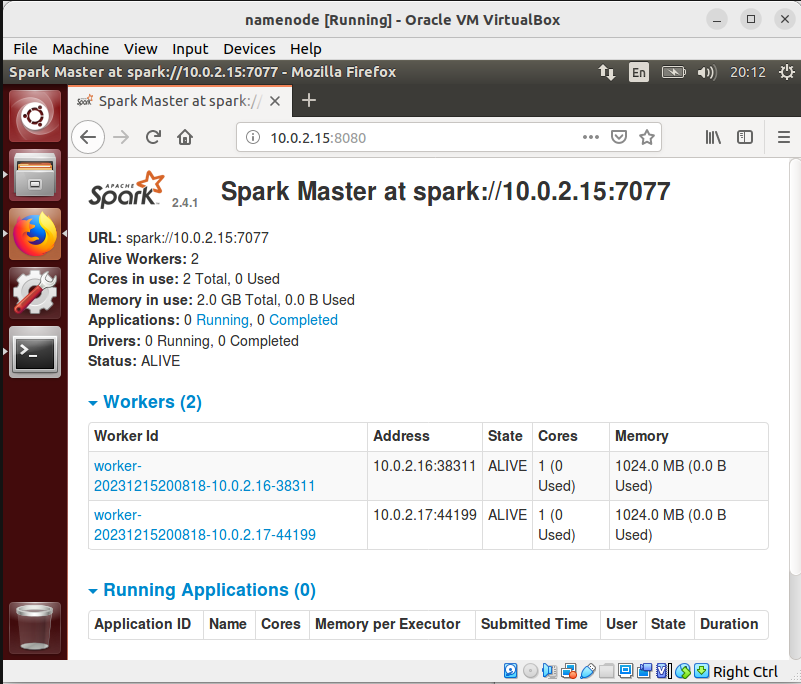 namenode [Running] - Oracle VM VirtualBox
File Machine View Input Devices Help
Spark Master at spark://10.0.2.15:7077 - Mozilla Firefox
En
20:12
Spark Master at spark://
10.0.2.15:8080
APACHE
Spark
2.4.1
Spark Master at spark://10.0.2.15:7077
URL: spark://10.0.2.15:7077
Alive Workers: 2
Cores in use: 2 Total, 0 Used
Memory in use: 2.0 GB Total, 0.0 B Used
Applications: 0 Running, 0 Completed
Drivers: 0 Running, 0 Completed
Status: ALIVE
Workers (2)
Worker Id Address State Cores Memory
worker- 10.0.2.16:38311 ALIVE 1 (0 1024.0 MB (0.0 B
20231215200818-10.0.2.16-38311 Used) Used)
worker- 10.0.2.17:44199 ALIVE 1 (0 1024.0 MB (0.0 B
20231215200818-10.0.2.17-44199 Used) Used)
Running Applications (0)
Application ID Name Cores Memory per Executor Submitted Time User State Duration
Right Ctrl